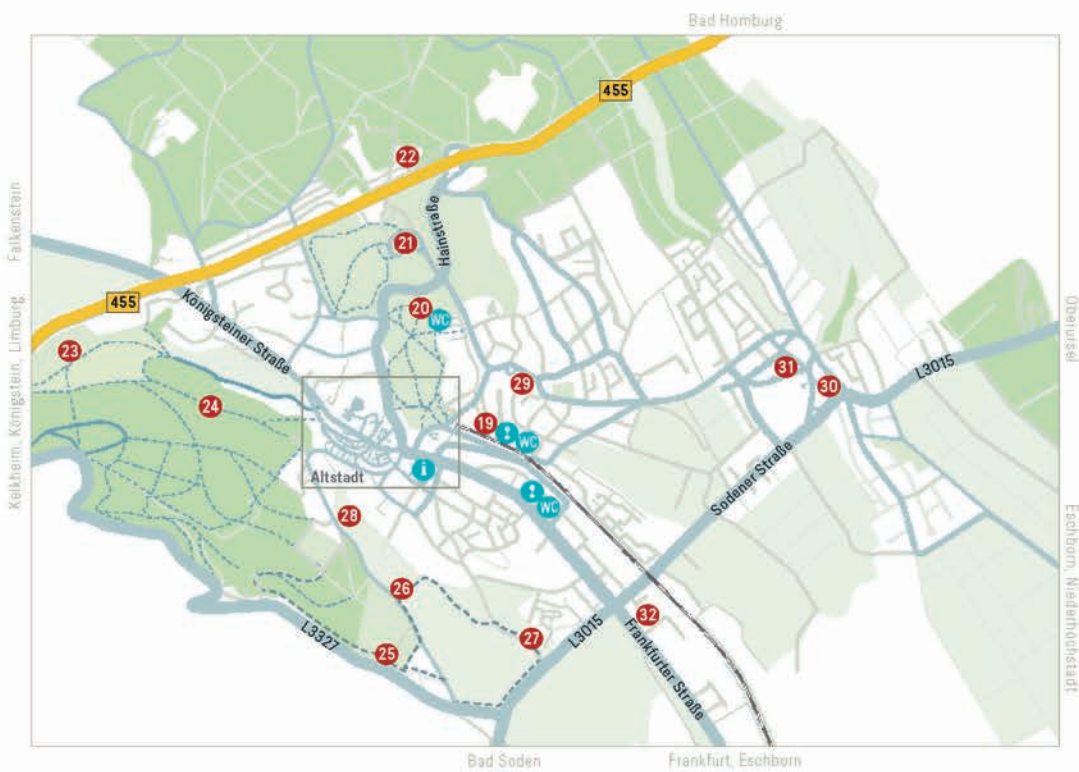 Bad Homburg
455
22
Falkenstein
Hainstraße
21
455
Königsteiner Straße
20
WC
Kelkheim, Königstein, Limburg
Oberursel
23
31
L3015
29
30
24
19
WC
i
Altstadt
WC
Sodener Straße
28
Eschborn, Niederhöchstadt
26
32
27
L3015
L3327
25
Frankfurter Straße
Bad Soden
Frankfurt, Eschborn